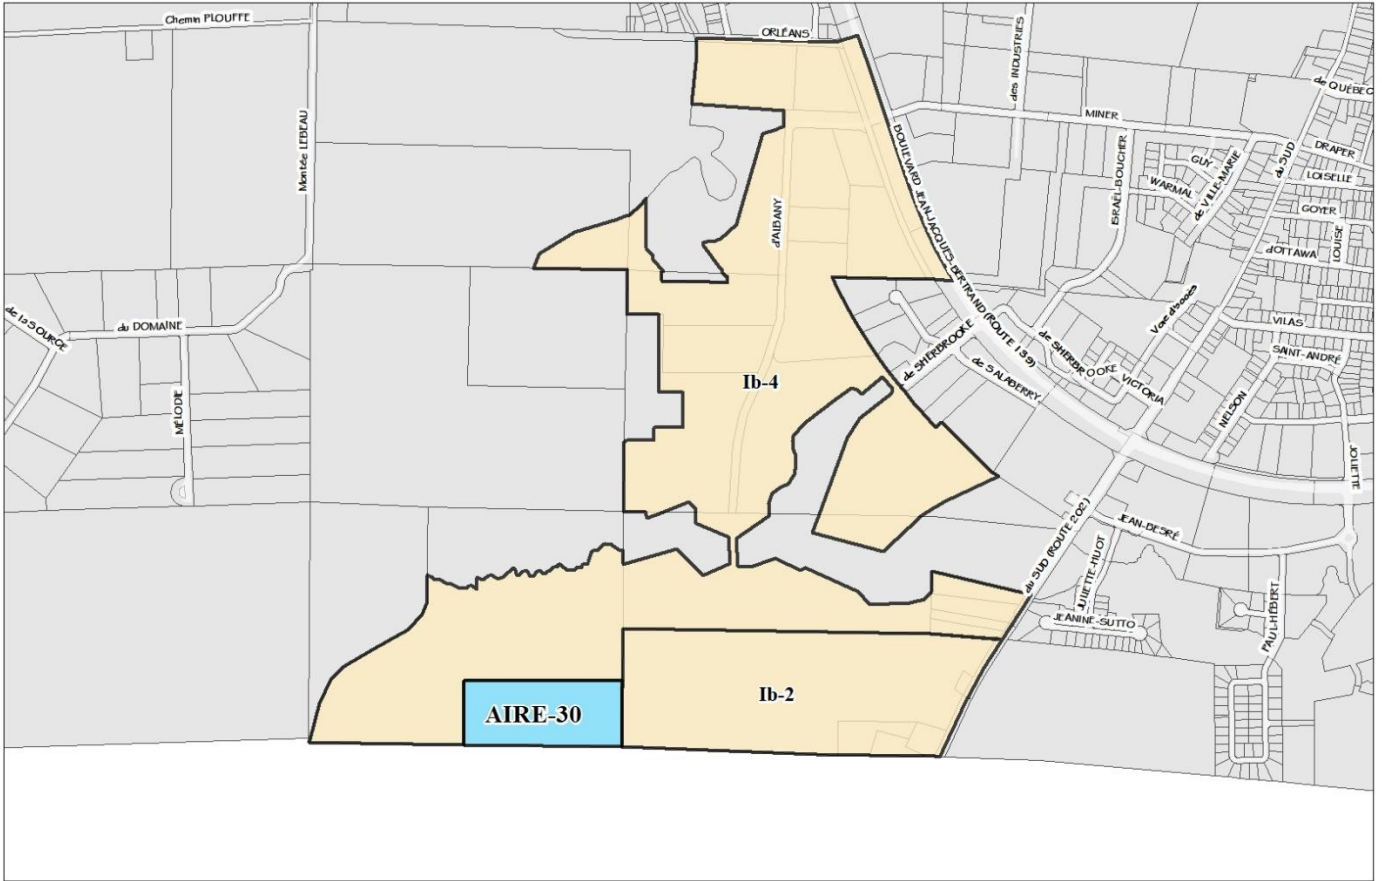 Chemin PLOUFFE
ORLÉANS
des INDUSTRIES
de QUÉBEC
MINER
Montée LEBEAU
BOULEVARD JEAN-JACQUES-BERTRAND (ROUTE 139)
DRAPER
du SUD
GUY
de VILLE-MARIE
LOISELLE
WARMAL
ISRAËL-BOUCHER
GOYER
LOUISE
d'ALBANY
d'OTTAWA
Voie d'accès
de la SOURCE
du DOMAINE
VILAS
de SHERBROOKE
de SHERBROOKE
SAINT-ANDRÉ
de SALABERRY
VICTORIA
Ib-4
MÉLODIE
NELSON
JOLIETTE
du SUD (ROUTE 202)
JEAN-BESRÉ
JULIETTE-HUOT
PAUL-HÉBERT
JEANINE-SUTTO
Ib-2
AIRE-30